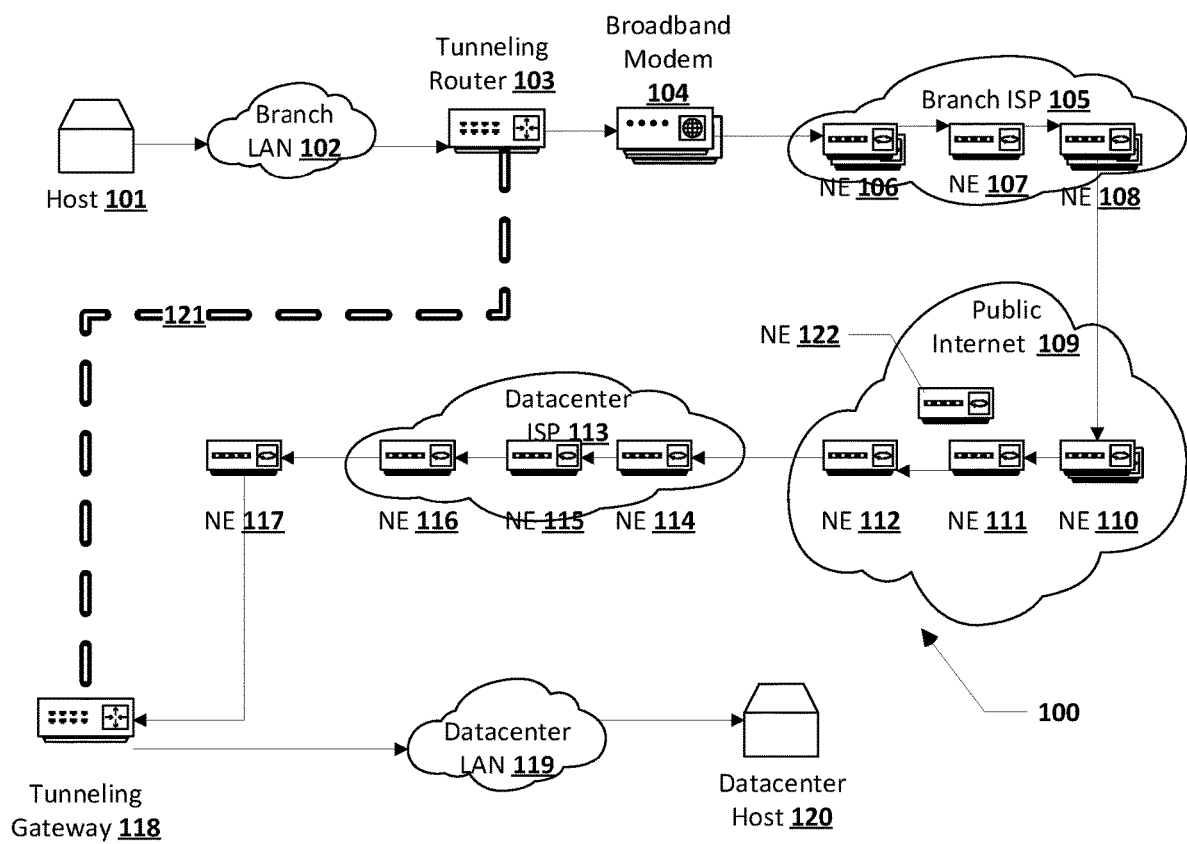 Broadband
Modem
104
Tunneling
Router 103
Branch
LAN 102
Host 101
Branch ISP 105
NE 106
NE 107
NE 108
121
Public
Internet 109
NE 122
Datacenter
ISP 113
NE 117
NE 116
NE 115
NE 114
NE 112
NE 111
NE 110
100
Datacenter
LAN 119
Datacenter
Host 120
Tunneling
Gateway 118